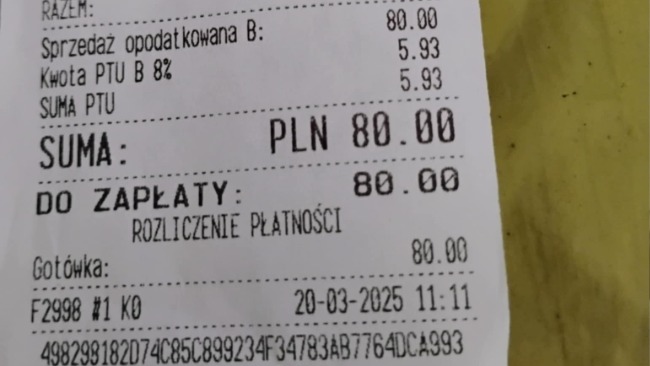 RAZEM:
Sprzedaż opodatkowana B: 80.00
Kwota PTU B 8% 5.93
SUMA PTU 5.93
SUMA: PLN 80.00
DO ZAPŁATY: 80.00
ROZLICZENIE PŁATNOŚCI
Gotówka: 80.00
F2998 #1 K0 20-03-2025 11:11
498298182D74C85C899234F34783AB7764DCA993